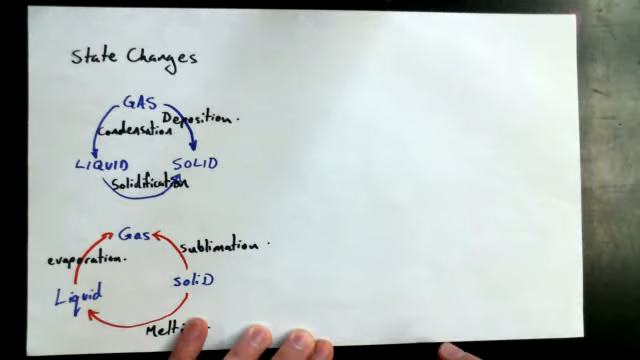 State Changes
GAS
Condensation Deposition.
LIQUID SOLID
Solidification
Gas
evaporation. sublimation.
Liquid soliD